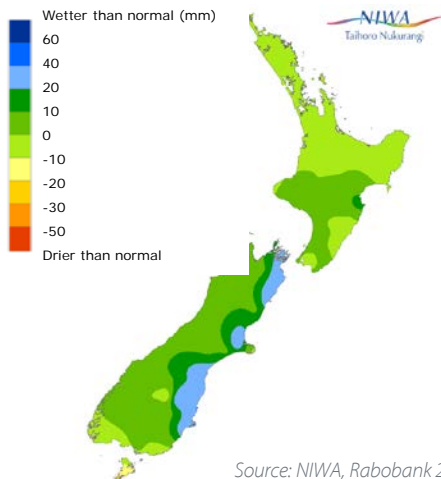 Wetter than normal (mm)
60
40
20
10
0
-10
-20
-30
-50
Drier than normal
NIWA
Taihoro Nukurangi
Source: NIWA, Rabobank 2